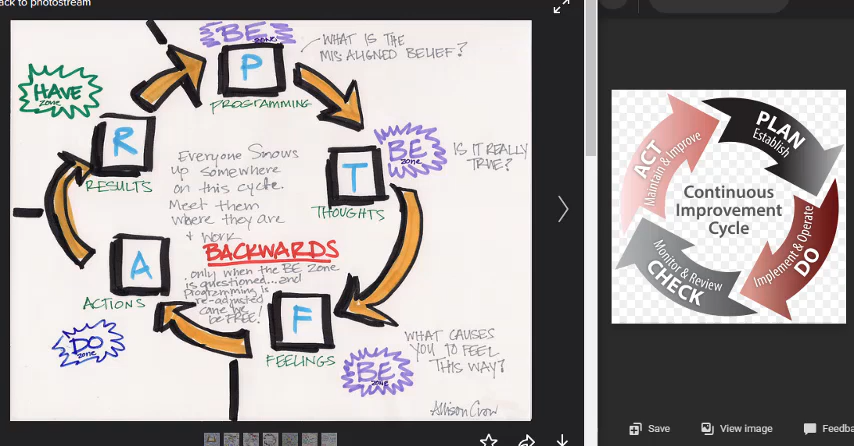 ack to photostream
BE
zone
P
PROGRAMMING
WHAT IS THE
MISALIGNED BELIEF?
HAVE
zone
R
RESULTS
BE
zone
IS IT REALLY
TRUE?
T
THOUGHTS
Everyone Shows
up somewhere
on this cycle.
Meet them
where they are
+ work
BACKWARDS
only when the BE zone
is questioned...and
programming is
re-adjusted
one be
be FREE!
A
ACTIONS
DO
zone
F
FEELINGS
BE
zone
WHAT CAUSES
YOU TO FEEL
THIS WAY?
Allison Crow
PLAN
Establish
DO
Implement & Operate
CHECK
Monitor & Review
ACT
Maintain & Improve
Continuous
Improvement
Cycle
Save
View image
Feedba